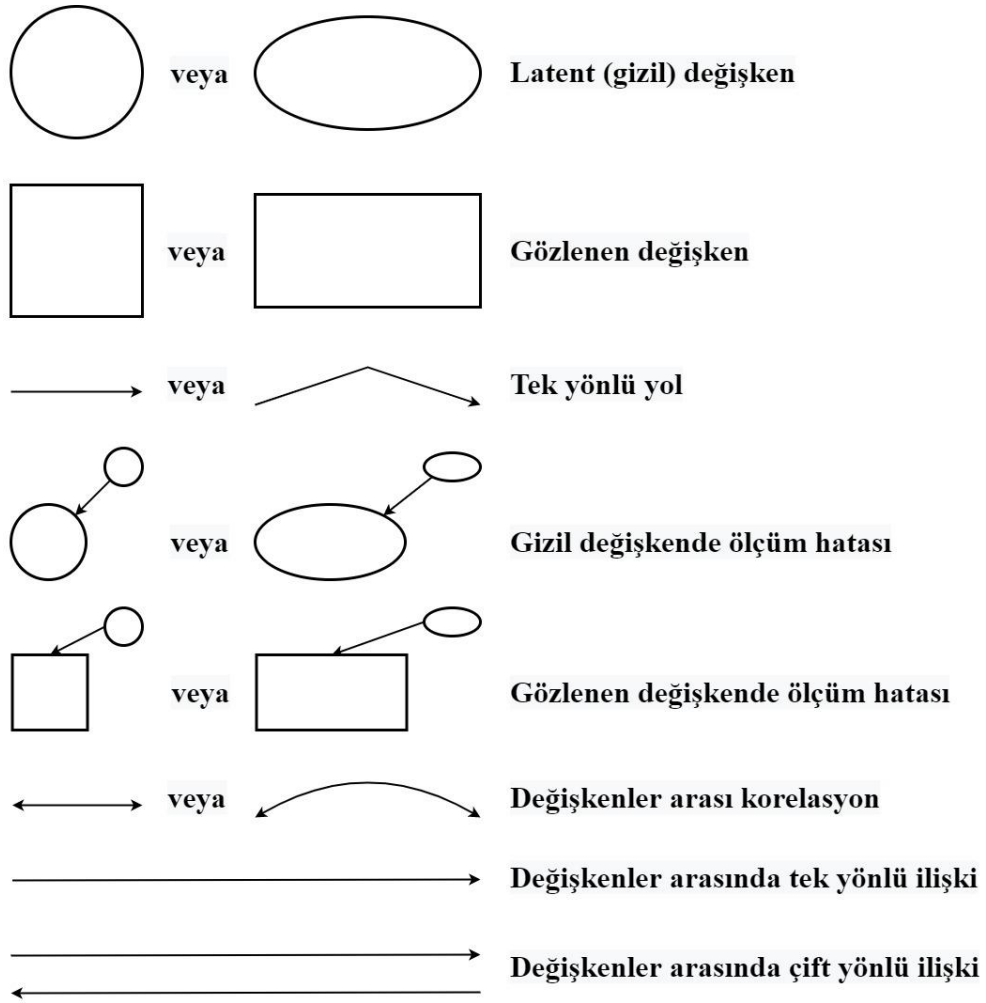 veya Latent (gizil) değişken
veya Gözlenen değişken
veya Tek yönlü yol
veya Gizil değişkende ölçüm hatası
veya Gözlenen değişkende ölçüm hatası
veya Değişkenler arası korelasyon
Değişkenler arasında tek yönlü ilişki
Değişkenler arasında çift yönlü ilişki